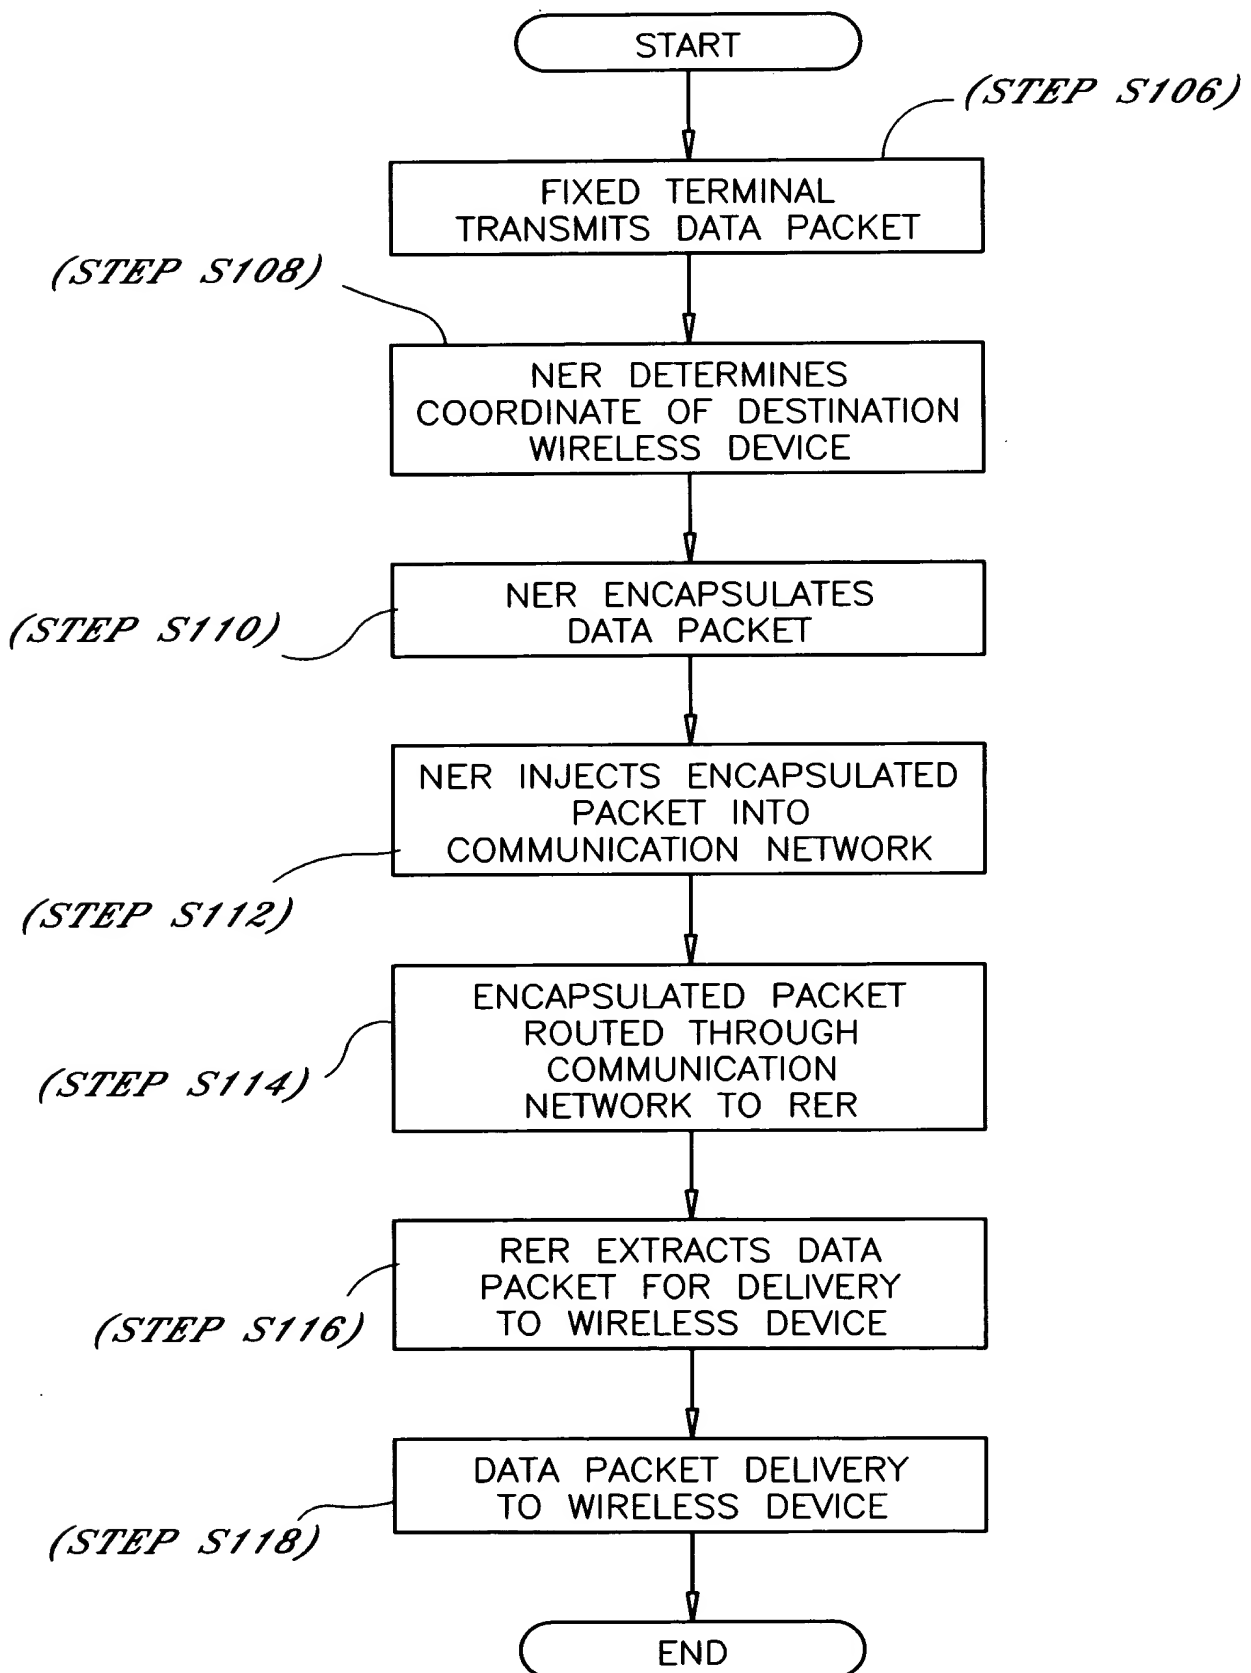 START
(STEP S106)
FIXED TERMINAL
TRANSMITS DATA PACKET
(STEP S108)
NER DETERMINES
COORDINATE OF DESTINATION
WIRELESS DEVICE
NER ENCAPSULATES
DATA PACKET
(STEP S110)
NER INJECTS ENCAPSULATED
PACKET INTO
COMMUNICATION NETWORK
(STEP S112)
ENCAPSULATED PACKET
ROUTED THROUGH
COMMUNICATION
NETWORK TO RER
(STEP S114)
RER EXTRACTS DATA
PACKET FOR DELIVERY
TO WIRELESS DEVICE
(STEP S116)
DATA PACKET DELIVERY
TO WIRELESS DEVICE
(STEP S118)
END